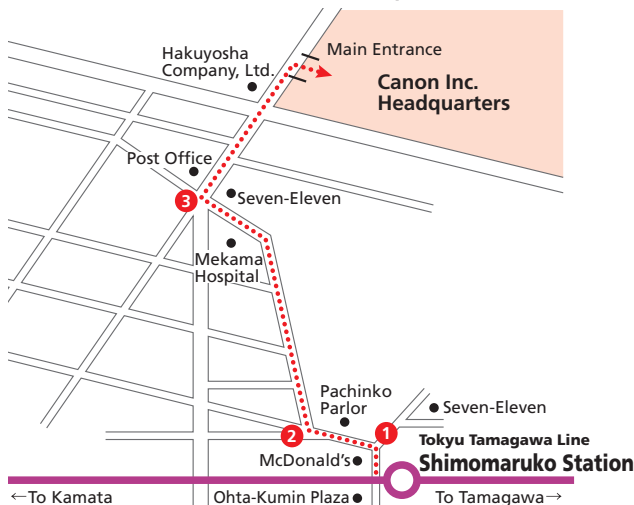 Hakuyosha
Company, Ltd.
Main Entrance
Canon Inc.
Headquarters
Post Office
3
Seven-Eleven
Mekama
Hospital
Pachinko
Parlor
1
Seven-Eleven
2
McDonald's
Tokyu Tamagawa Line
Shimomaruko Station
←To Kamata
Ohta-Kumin Plaza
To Tamagawa→